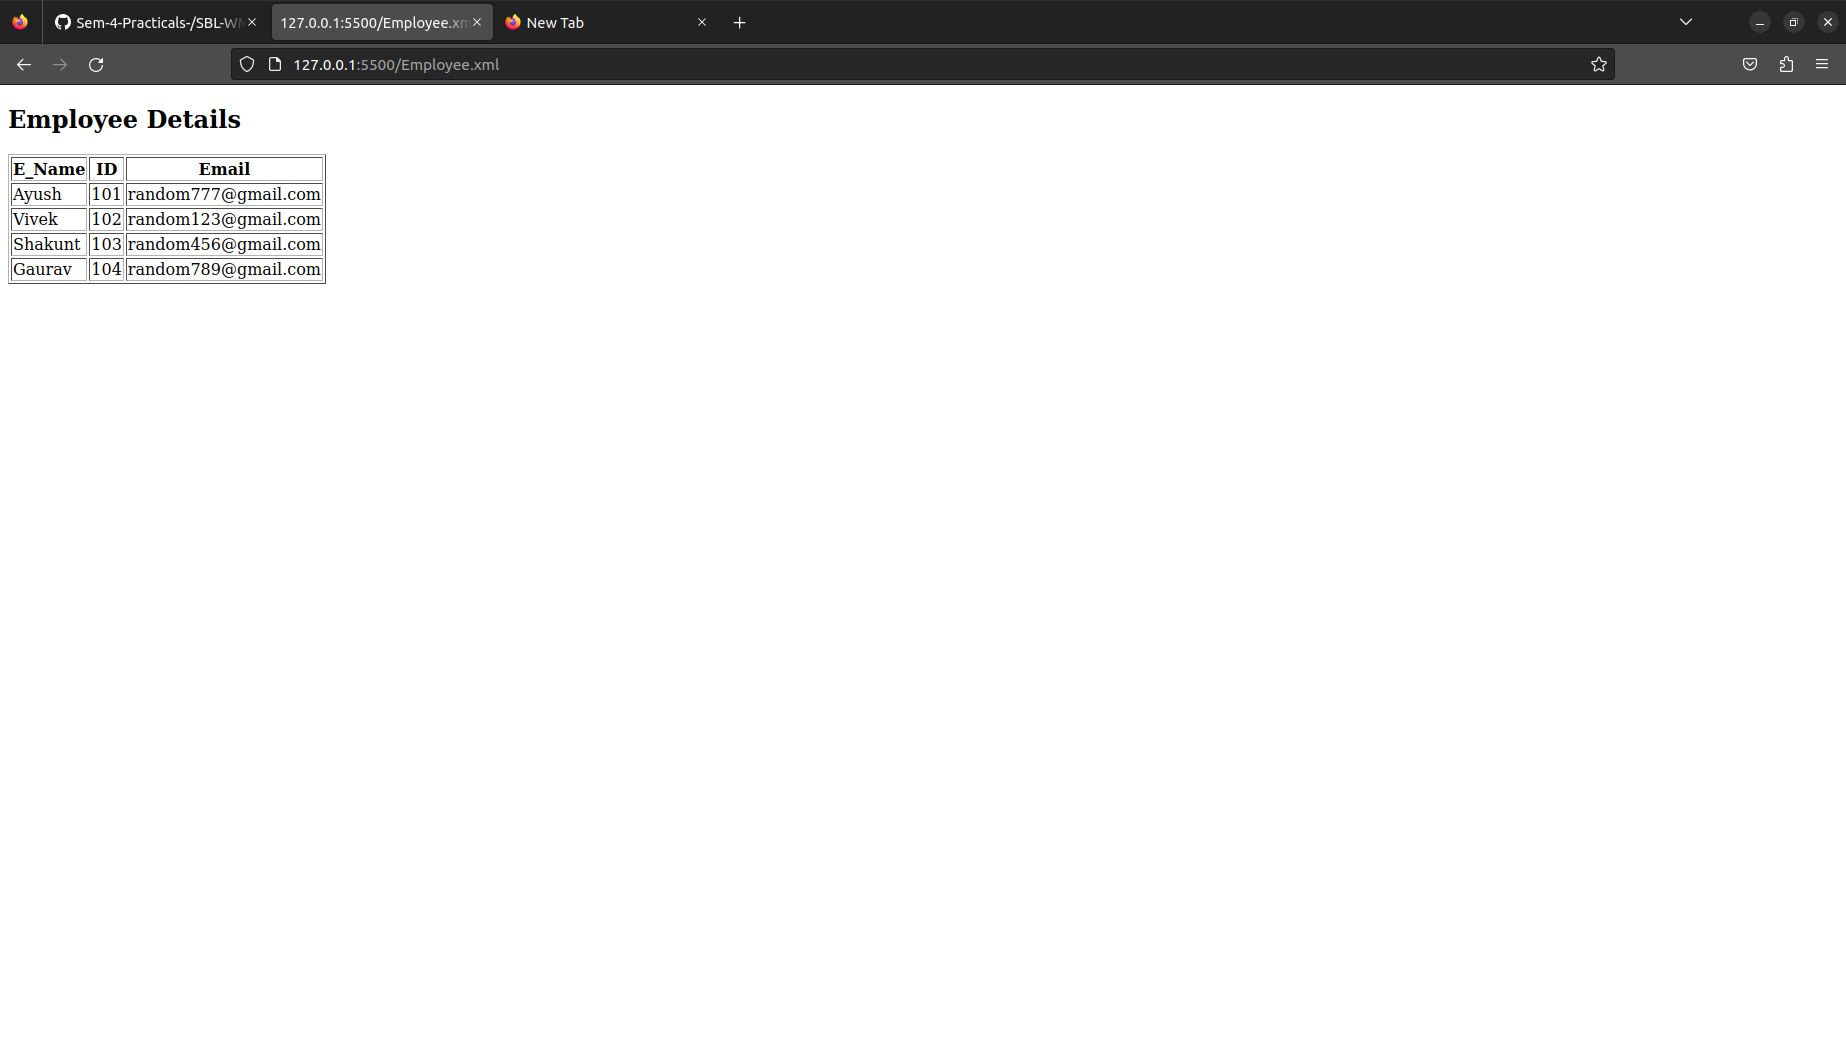 Sem-4-Practicals-/SBL-W
127.0.0.1:5500/Employee.xm
New Tab
127.0.0.1:5500/Employee.xml
Employee Details
E_Name ID Email
Ayush 101 random777@gmail.com
Vivek 102 random123@gmail.com
Shakunt 103 random456@gmail.com
Gaurav 104 random789@gmail.com